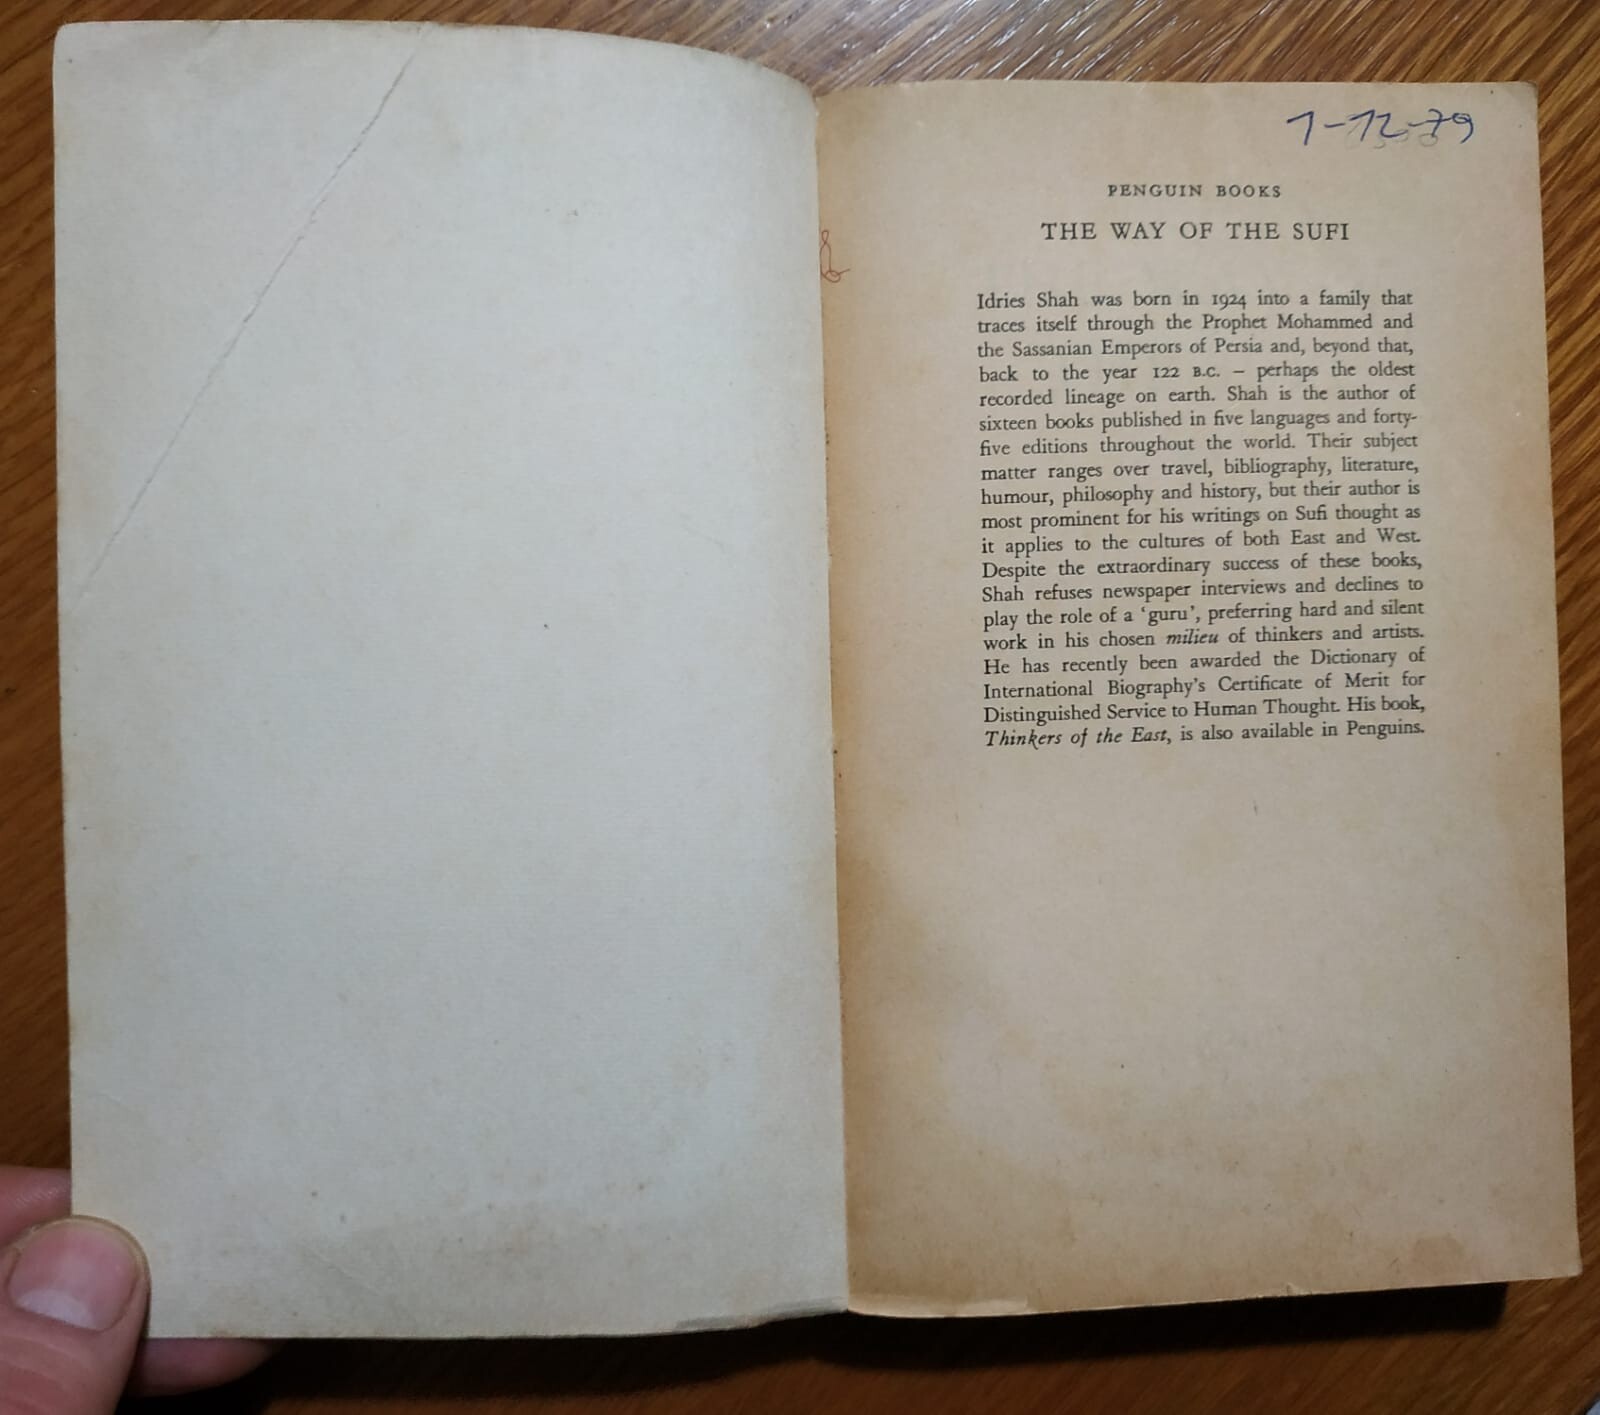 1-12-79
PENGUIN BOOKS
THE WAY OF THE SUFI
Idries Shah was born in 1924 into a family that
traces itself through the Prophet Mohammed and
the Sassanian Emperors of Persia and, beyond that,
back to the year 122 B.C. – perhaps the oldest
recorded lineage on earth. Shah is the author of
sixteen books published in five languages and forty-
five editions throughout the world. Their subject
matter ranges over travel, bibliography, literature,
humour, philosophy and history, but their author is
most prominent for his writings on Sufi thought as
it applies to the cultures of both East and West.
Despite the extraordinary success of these books,
Shah refuses newspaper interviews and declines to
play the role of a ‘guru’, preferring hard and silent
work in his chosen milieu of thinkers and artists.
He has recently been awarded the Dictionary of
International Biography’s Certificate of Merit for
Distinguished Service to Human Thought. His book,
Thinkers of the East, is also available in Penguins.